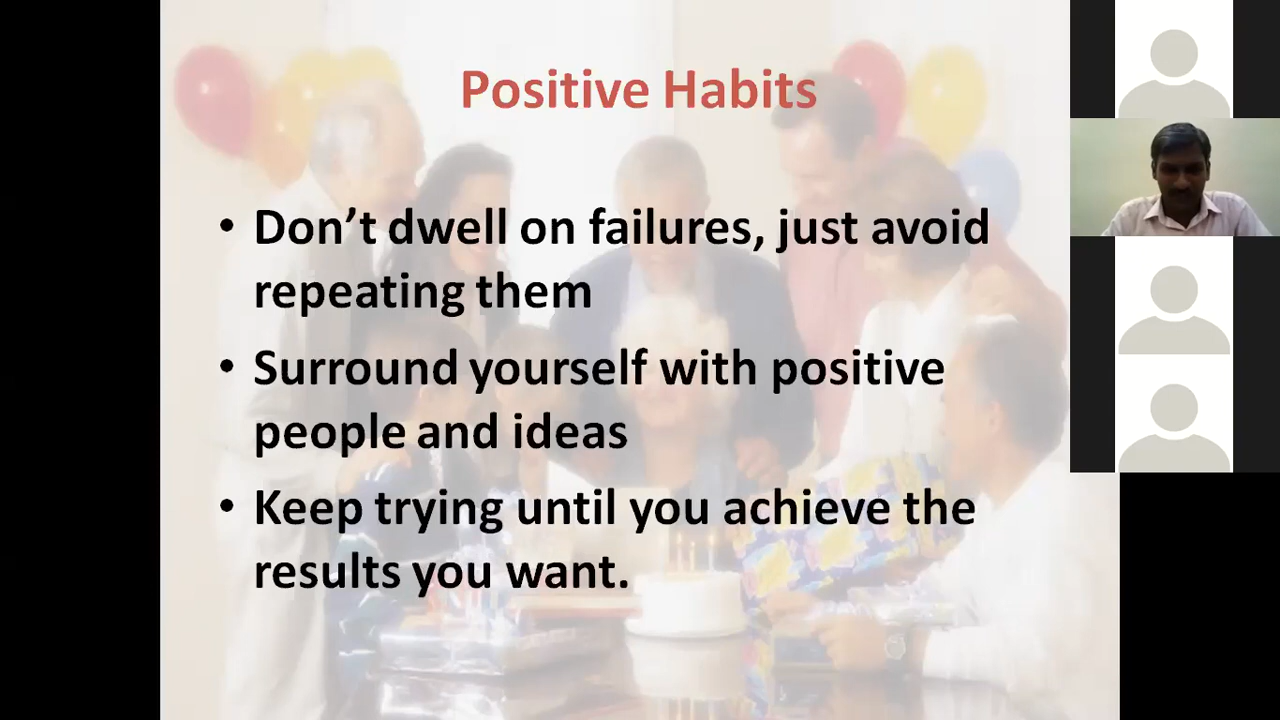 Positive Habits
• Don’t dwell on failures, just avoid
repeating them
• Surround yourself with positive
people and ideas
• Keep trying until you achieve the
results you want.